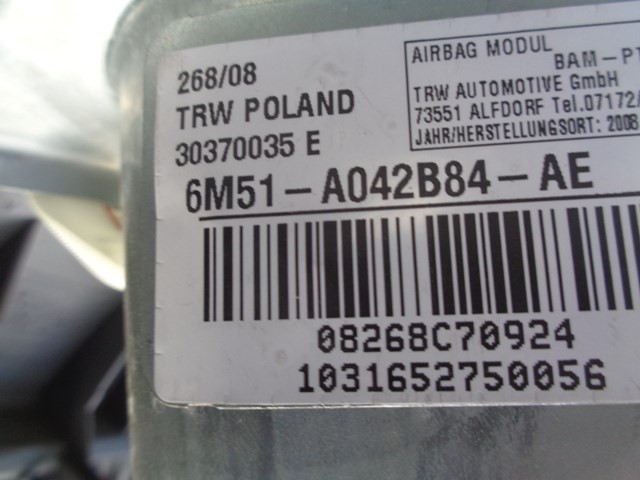 268/08
TRW POLAND
30370035 E
6M51-A042B84-AE
AIRBAG MODUL
BAM-PT
TRW AUTOMOTIVE GmbH
73551 ALFDORF Tel.07172/
JAHR/HERSTELLUNGSORT: 2008
08268C70924
1031652750056